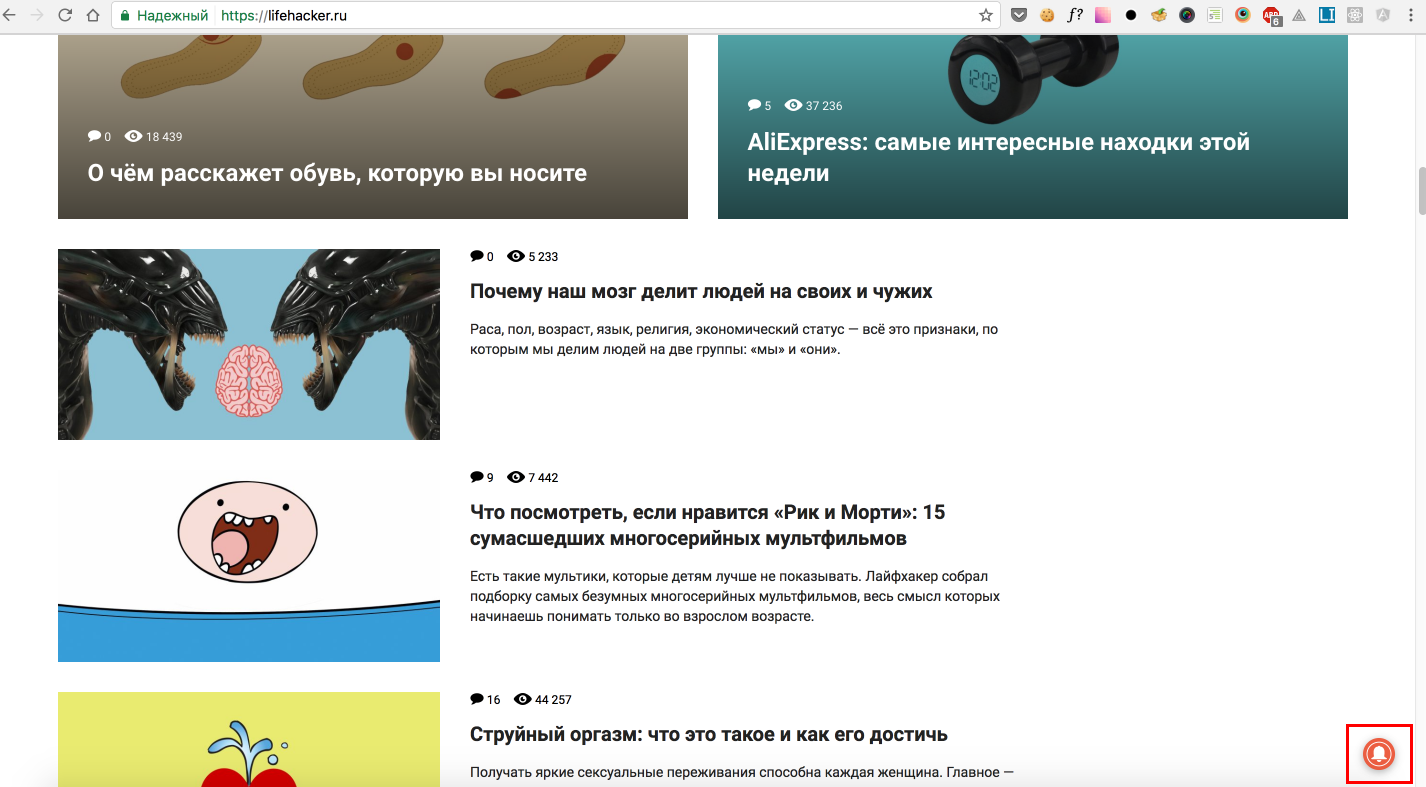 Надежный https://lifehacker.ru
f?
ABP
6
LI
12:02
0 18 439
О чём расскажет обувь, которую вы носите
5 37 236
AliExpress: самые интересные находки этой
недели
0 5 233
Почему наш мозг делит людей на своих и чужих
Раса, пол, возраст, язык, религия, экономический статус — всё это признаки, по
которым мы делим людей на две группы: «мы» и «они».
9 7 442
Что посмотреть, если нравится «Рик и Морти»: 15
сумасшедших многосерийных мультфильмов
Есть такие мультики, которые детям лучше не показывать. Лайфхакер собрал
подборку самых безумных многосерийных мультфильмов, весь смысл которых
начинаешь понимать только во взрослом возрасте.
16 44 257
Струйный оргазм: что это такое и как его достичь
Получать яркие сексуальные переживания способна каждая женщина. Главное —